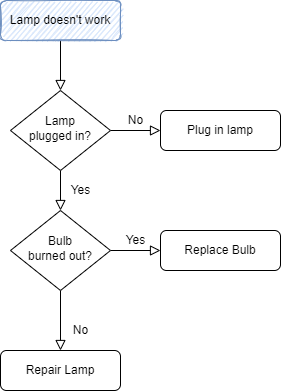 Lamp doesn't work
Lamp
plugged in?
No
Plug in lamp
Yes
Bulb
burned out?
Yes
Replace Bulb
No
Repair Lamp